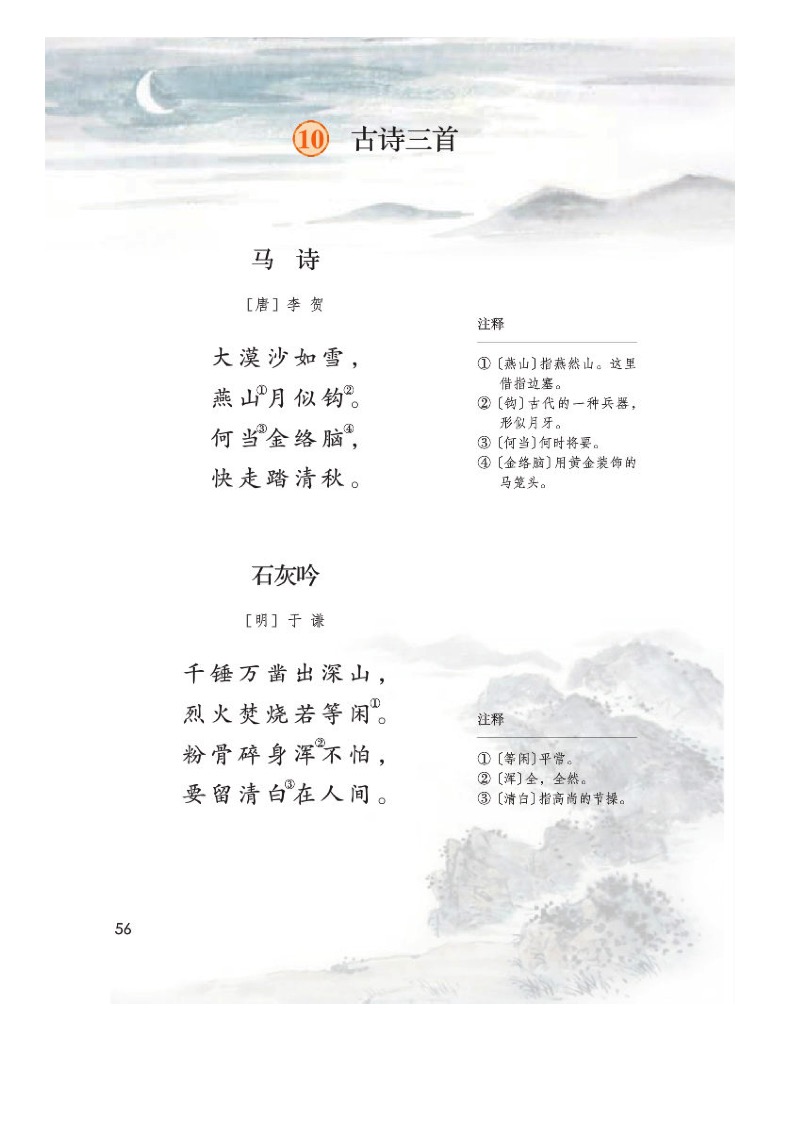 10 古诗三首
马 诗
［唐］李 贺
大漠沙如雪，
燕山①月似钩②。
何当③金络脑④，
快走踏清秋。
注释
①〔燕山〕指燕然山。这里
借指边塞。
②〔钩〕古代的一种兵器，
形似月牙。
③〔何当〕何时将要。
④〔金络脑〕用黄金装饰的
马笼头。
石灰吟
［明］于 谦
千锤万凿出深山，
烈火焚烧若等闲①。
粉骨碎身浑②不怕，
要留清白③在人间。
注释
①〔等闲〕平常。
②〔浑〕全，全然。
③〔清白〕指高尚的节操。
56